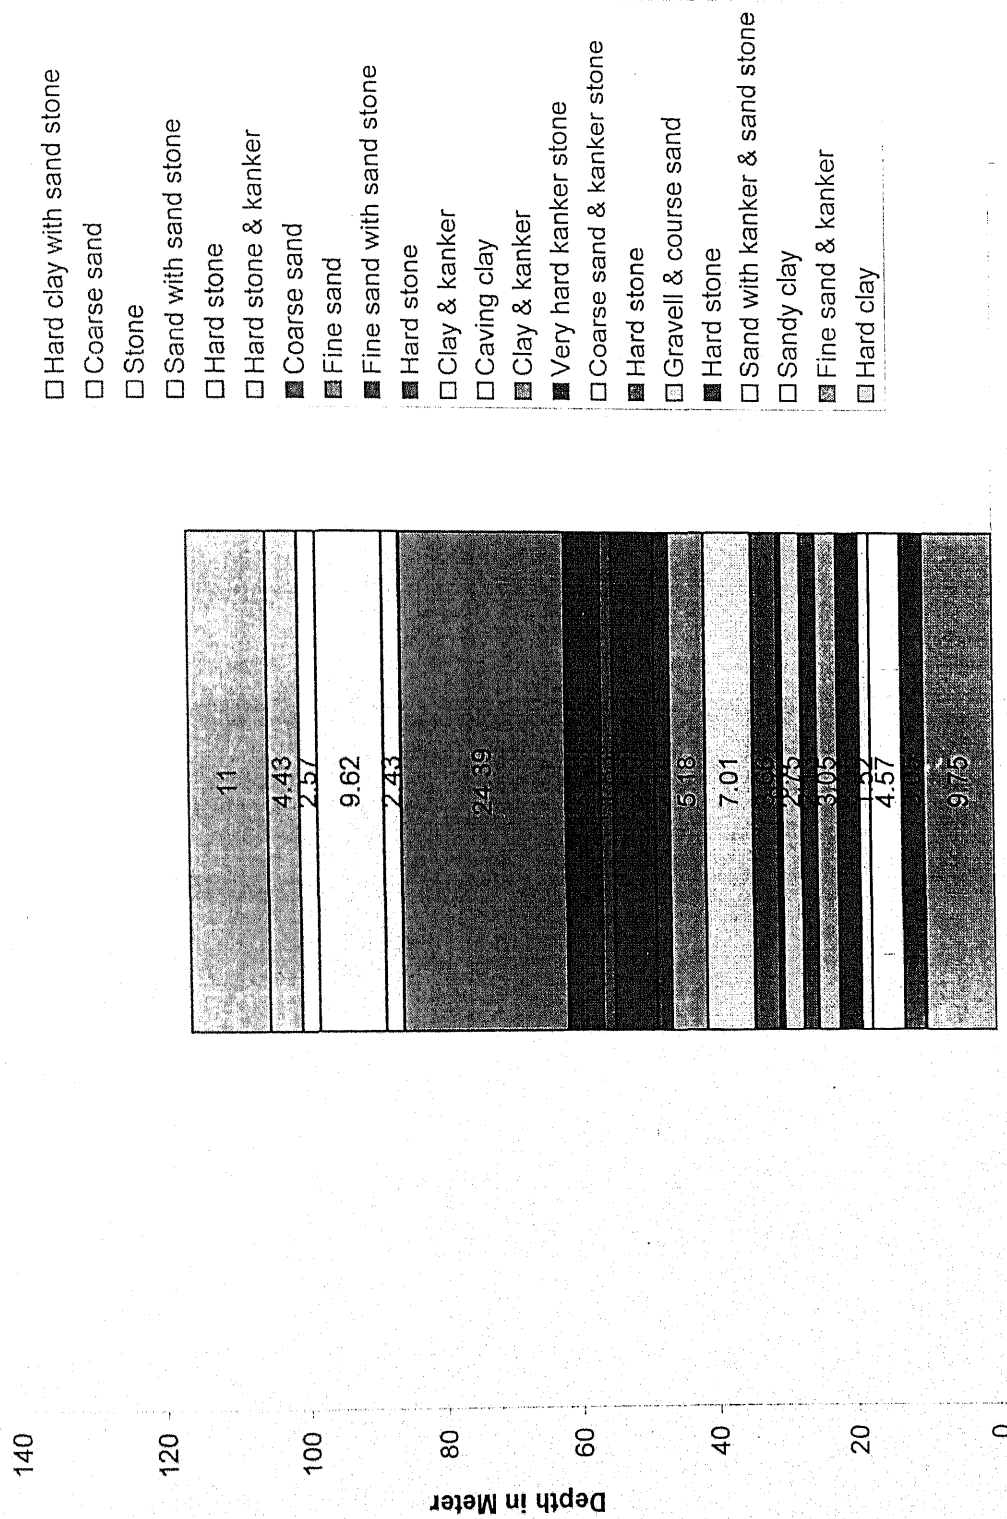 Depth in Meter
140
120
100
80
60
40
20
0
11
4.43
2.57
9.62
2.43
24.39
5.18
7.01
2.75
3.05
1.52
4.57
9.75
Hard clay with sand stone
Coarse sand
Stone
Sand with sand stone
Hard stone
Hard stone & kanker
Coarse sand
Fine sand
Fine sand with sand stone
Hard stone
Clay & kanker
Caving clay
Clay & kanker
Very hard kanker stone
Coarse sand & kanker stone
Hard stone
Gravell & course sand
Hard stone
Sand with kanker & sand stone
Sandy clay
Fine sand & kanker
Hard clay